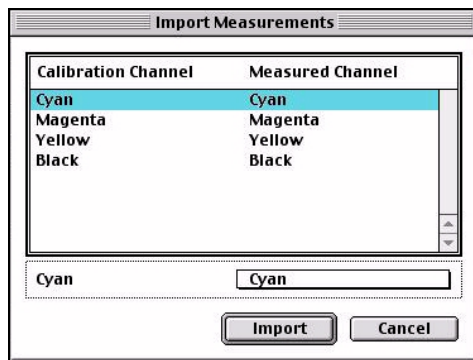 Import Measurements
Calibration Channel Measured Channel
Cyan Cyan
Magenta Magenta
Yellow Yellow
Black Black
Cyan Cyan
Import Cancel